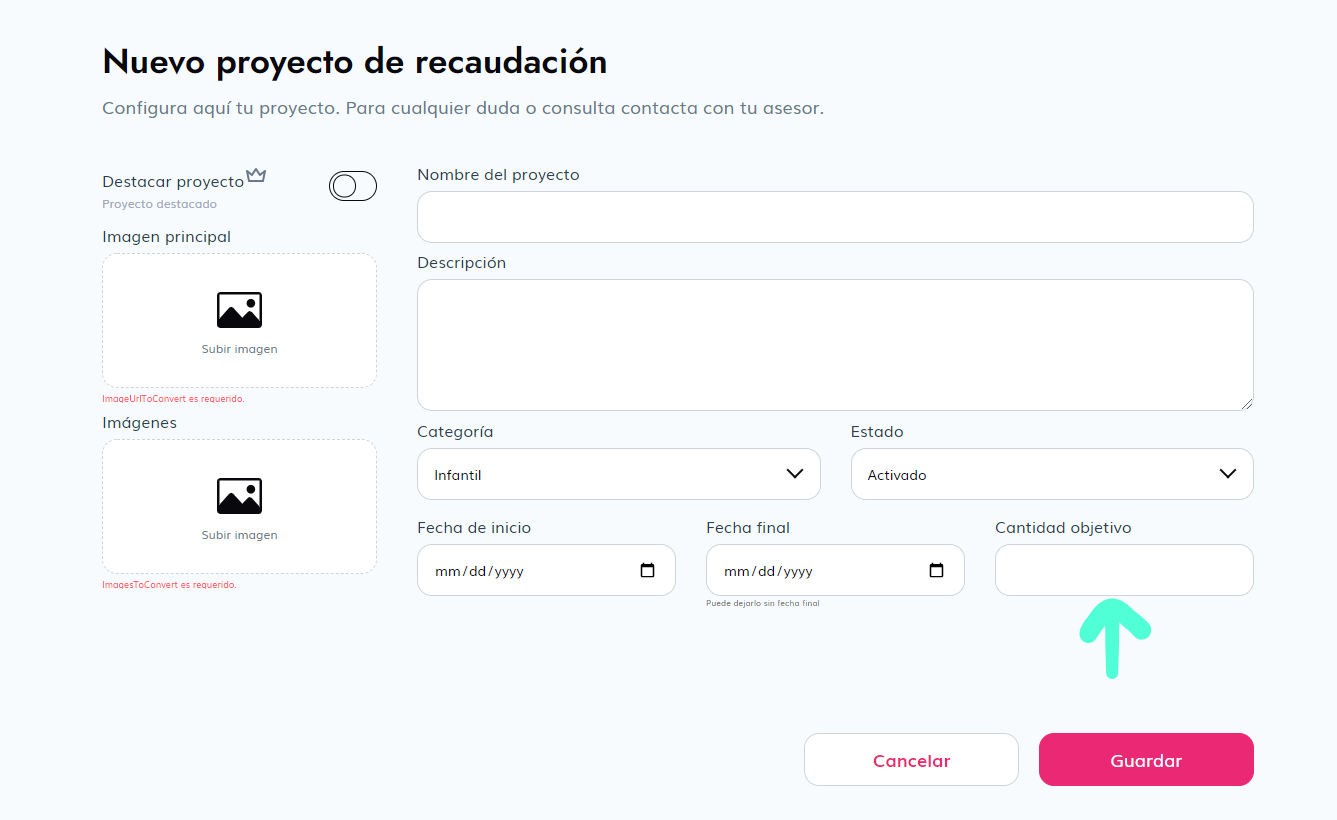 Nuevo proyecto de recaudación
Configura aquí tu proyecto. Para cualquier duda o consulta contacta con tu asesor.
Destacar proyecto
Proyecto destacado
Imagen principal
Subir imagen
ImageUrlToConvert es requerido.
Imágenes
Subir imagen
ImagesToConvert es requerido.
Nombre del proyecto
Descripción
Categoría
Infantil
Estado
Activado
Fecha de inicio
mm/dd/yyyy
Fecha final
mm/dd/yyyy
Puede dejarlo sin fecha final
Cantidad objetivo
Cancelar
Guardar